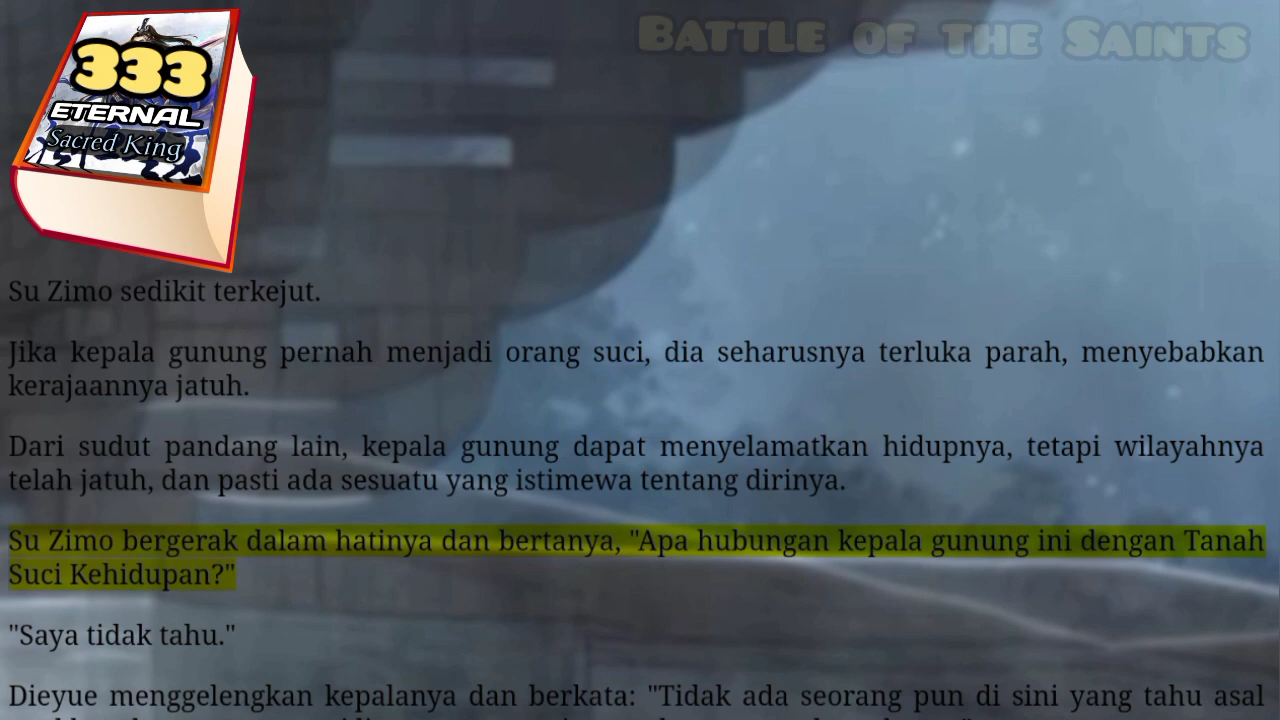 Battle of the Saints
333
ETERNAL
Sacred King
Su Zimo sedikit terkejut.
Jika kepala gunung pernah menjadi orang suci, dia seharusnya terluka parah, menyebabkan
kerajaannya jatuh.
Dari sudut pandang lain, kepala gunung dapat menyelamatkan hidupnya, tetapi wilayahnya
telah jatuh, dan pasti ada sesuatu yang istimewa tentang dirinya.
Su Zimo bergerak dalam hatinya dan bertanya, "Apa hubungan kepala gunung ini dengan Tanah
Suci Kehidupan?"
"Saya tidak tahu."
Dieyue menggelengkan kepalanya dan berkata: "Tidak ada seorang pun di sini yang tahu asal